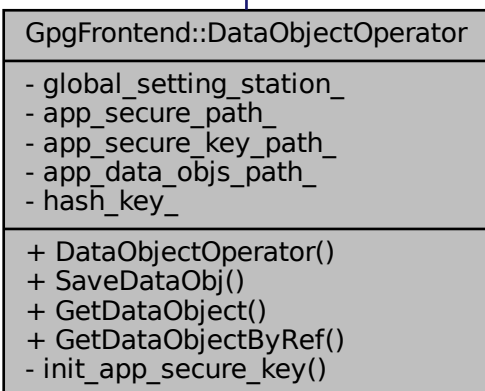 GpgFrontend::DataObjectOperator
- global_setting_station_
- app_secure_path_
- app_secure_key_path_
- app_data_objs_path_
- hash_key_
+ DataObjectOperator()
+ SaveDataObj()
+ GetDataObject()
+ GetDataObjectByRef()
- init_app_secure_key()